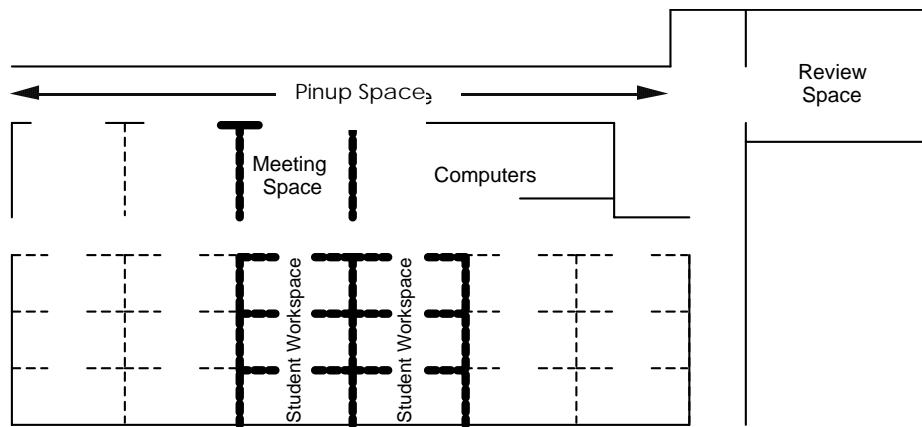 Pinup Space
Review
Space
Meeting
Space
Computers
Student Workspace
Student Workspace